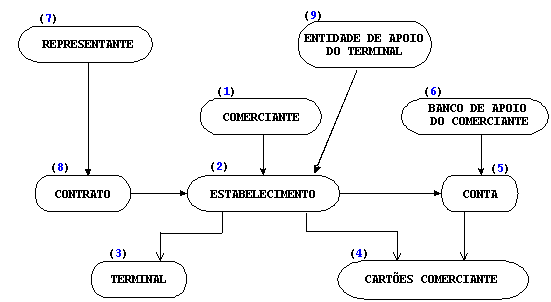 (7)
REPRESENTANTE
(9)
ENTIDADE DE APOIO
DO TERMINAL
(1)
COMERCIANTE
(6)
BANCO DE APOIO
DO COMERCIANTE
(8)
CONTRATO
(2)
ESTABELECIMENTO
(5)
CONTA
(3)
TERMINAL
(4)
CARTÕES COMERCIANTE